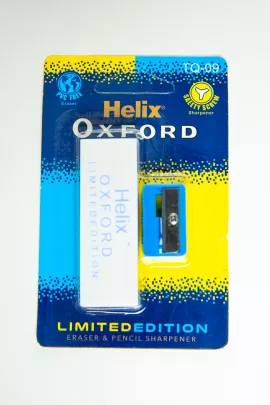 TQ-09
PVC FREE
Eraser
SAFETY SCREW
Sharpener
Helix
OXFORD
Helix
OXFORD
LIMITED EDITION
LIMITEDEDITION
ERASER & PENCIL SHARPENER